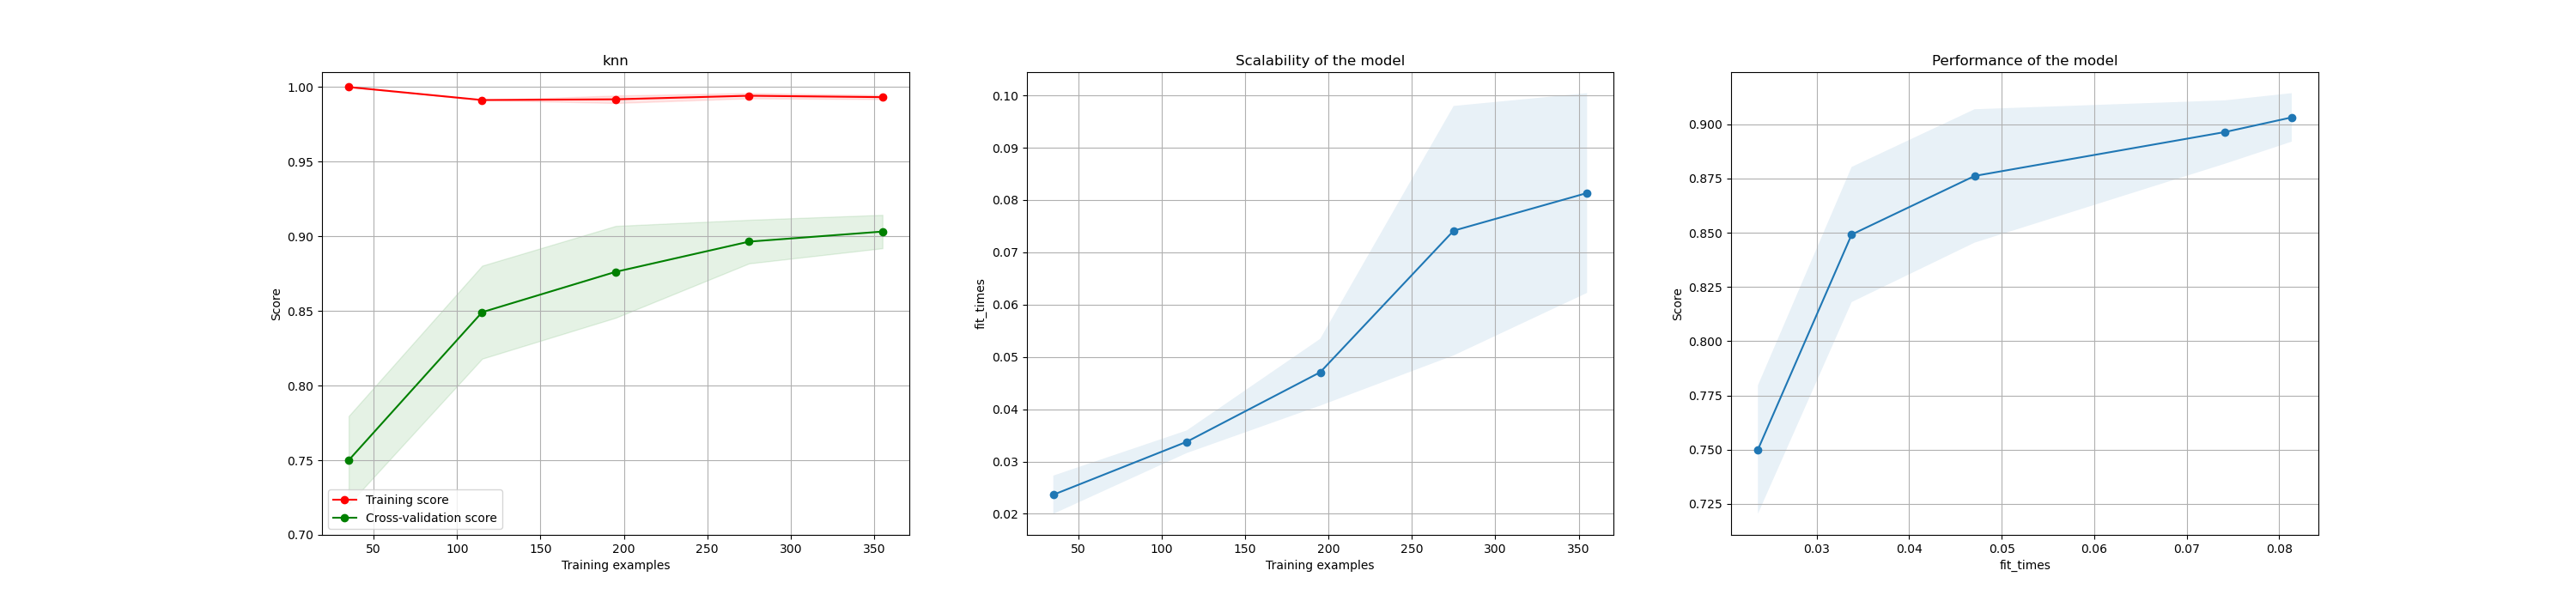 knn
1.00
0.95
0.90
0.85
0.80
0.75
0.70
Score
Training score
Cross-validation score
50 100 150 200 250 300 350
Training examples
Scalability of the model
0.10
0.09
0.08
0.07
0.06
0.05
0.04
0.03
0.02
fit_times
50 100 150 200 250 300 350
Training examples
Performance of the model
0.900
0.875
0.850
0.825
0.800
0.775
0.750
0.725
Score
0.03 0.04 0.05 0.06 0.07 0.08
fit_times